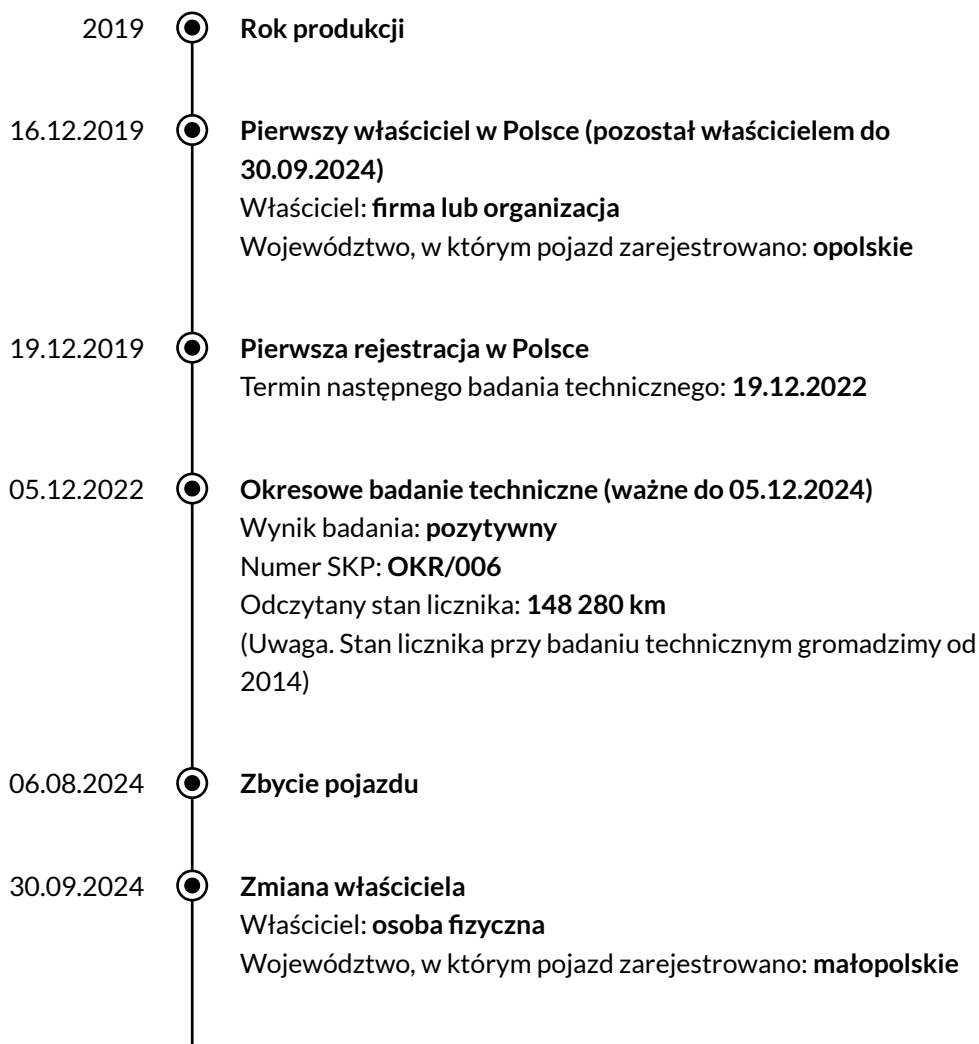 2019 Rok produkcji
16.12.2019 Pierwszy właściciel w Polsce (pozostał właścicielem do
30.09.2024)
Właściciel: firma lub organizacja
Województwo, w którym pojazd zarejestrowano: opolskie
19.12.2019 Pierwsza rejestracja w Polsce
Termin następnego badania technicznego: 19.12.2022
05.12.2022 Okresowe badanie techniczne (ważne do 05.12.2024)
Wynik badania: pozytywny
Numer SKP: OKR/006
Odczytany stan licznika: 148 280 km
(Uwaga. Stan licznika przy badaniu technicznym gromadzimy od
2014)
06.08.2024 Zbycie pojazdu
30.09.2024 Zmiana właściciela
Właściciel: osoba fizyczna
Województwo, w którym pojazd zarejestrowano: małopolskie